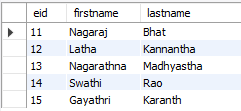 eid firstname lastname
11 Nagaraj Bhat
12 Latha Kannantha
13 Nagarathna Madhyastha
14 Swathi Rao
15 Gayathri Karanth